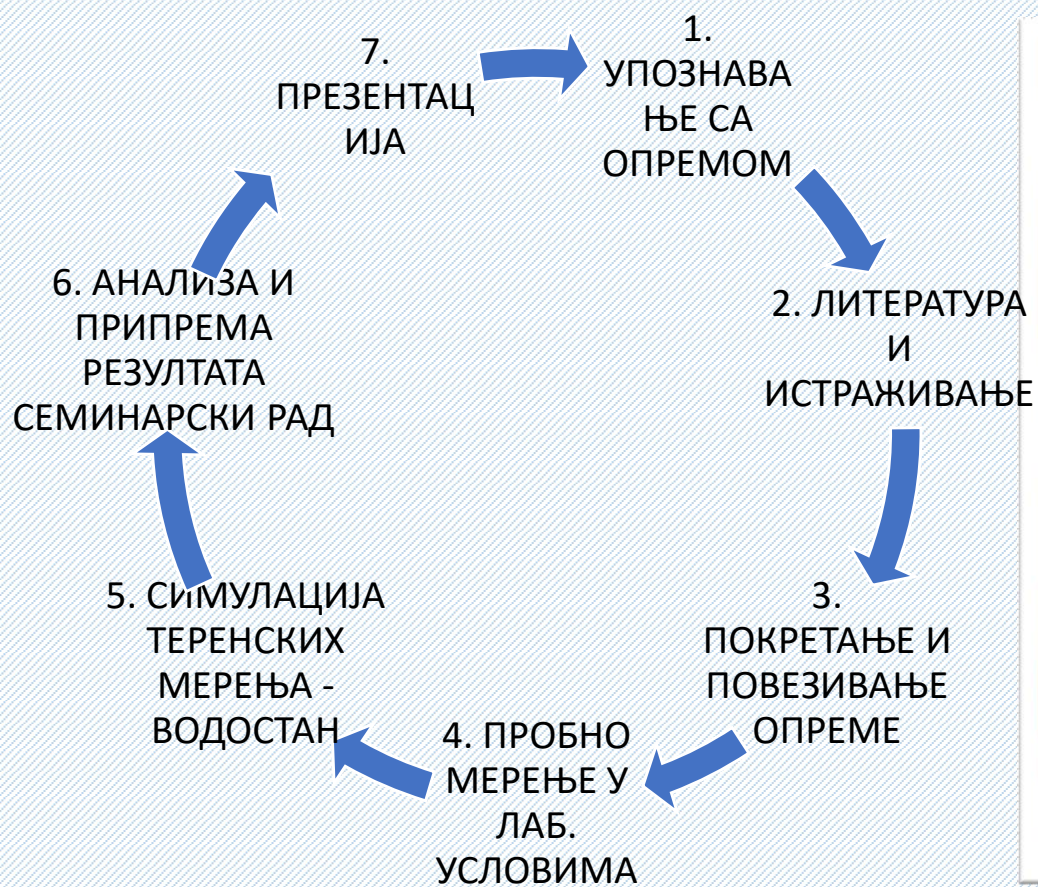 1.
УПОЗНАВА
ЊЕ СА
ОПРЕМОМ
2. ЛИТЕРАТУРА
И
ИСТРАЖИВАЊЕ
3.
ПОКРЕТАЊЕ И
ПОВЕЗИВАЊЕ
ОПРЕМЕ
4. ПРОБНО
МЕРЕЊЕ У
ЛАБ.
УСЛОВИМА
5. СИМУЛАЦИЈА
ТЕРЕНСКИХ
МЕРЕЊА -
ВОДОСТАН
6. АНАЛИЗА И
ПРИПРЕМА
РЕЗУЛТАТА
СЕМИНАРСКИ РАД
7.
ПРЕЗЕНТАЦ
ИЈА